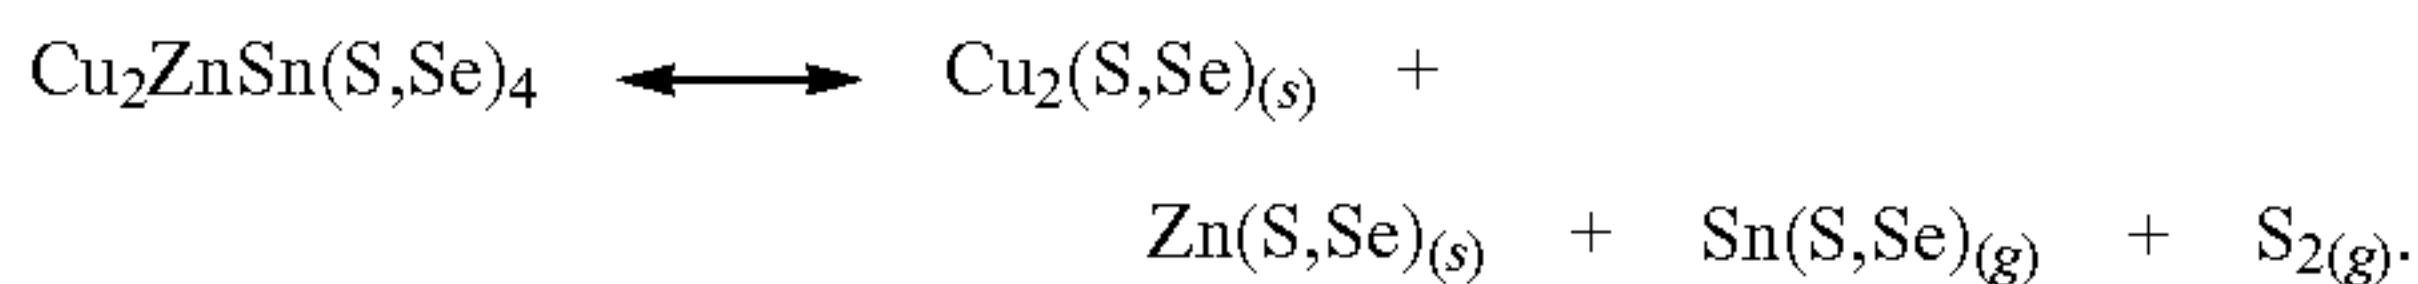 Cu₂ZnSn(S,Se)₄ ⟷ Cu₂(S,Se)₍s₎ +
Zn(S,Se)₍s₎ + Sn(S,Se)₍g₎ + S₂₍g₎.